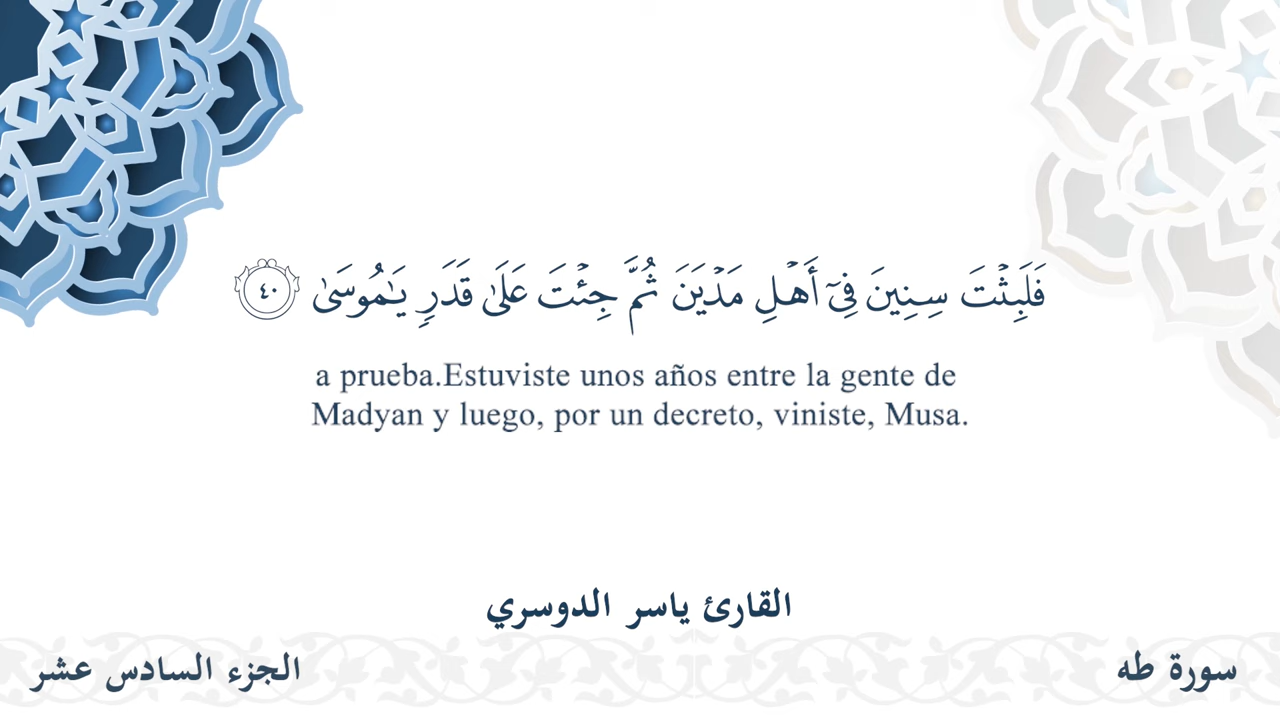 فَلَبِثْتَ سِنِينَ فِىٓ أَهْلِ مَدْيَنَ ثُمَّ جِئْتَ عَلَىٰ قَدَرٍ يَـٰمُوسَىٰ ٤٠
a prueba.Estuviste unos años entre la gente de
Madyan y luego, por un decreto, viniste, Musa.
القارئ ياسر الدوسري
سورة طه
الجزء السادس عشر